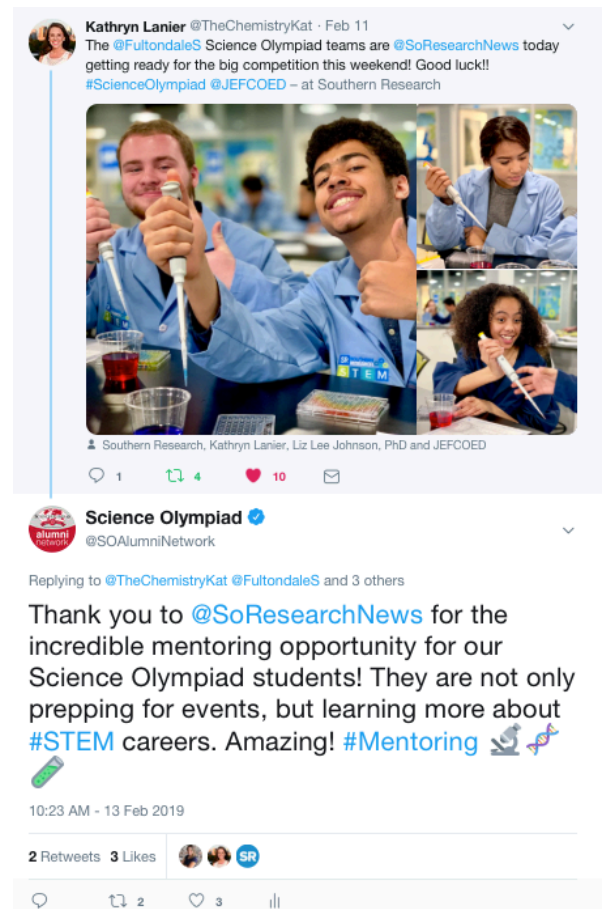 Kathryn Lanier @TheChemistryKat · Feb 11
The @FultondaleS Science Olympiad teams are @SoResearchNews today
getting ready for the big competition this weekend! Good luck!!
#ScienceOlympiad @JEFCOED – at Southern Research
STEM
Southern Research, Kathryn Lanier, Liz Lee Johnson, PhD and JEFCOED
1 4 10
alumni
network
Science Olympiad
@SOAlumniNetwork
Replying to @TheChemistryKat @FultondaleS and 3 others
Thank you to @SoResearchNews for the
incredible mentoring opportunity for our
Science Olympiad students! They are not only
prepping for events, but learning more about
#STEM careers. Amazing! #Mentoring 🔬🧬
🧪
10:23 AM - 13 Feb 2019
2 Retweets 3 Likes SR
2 3